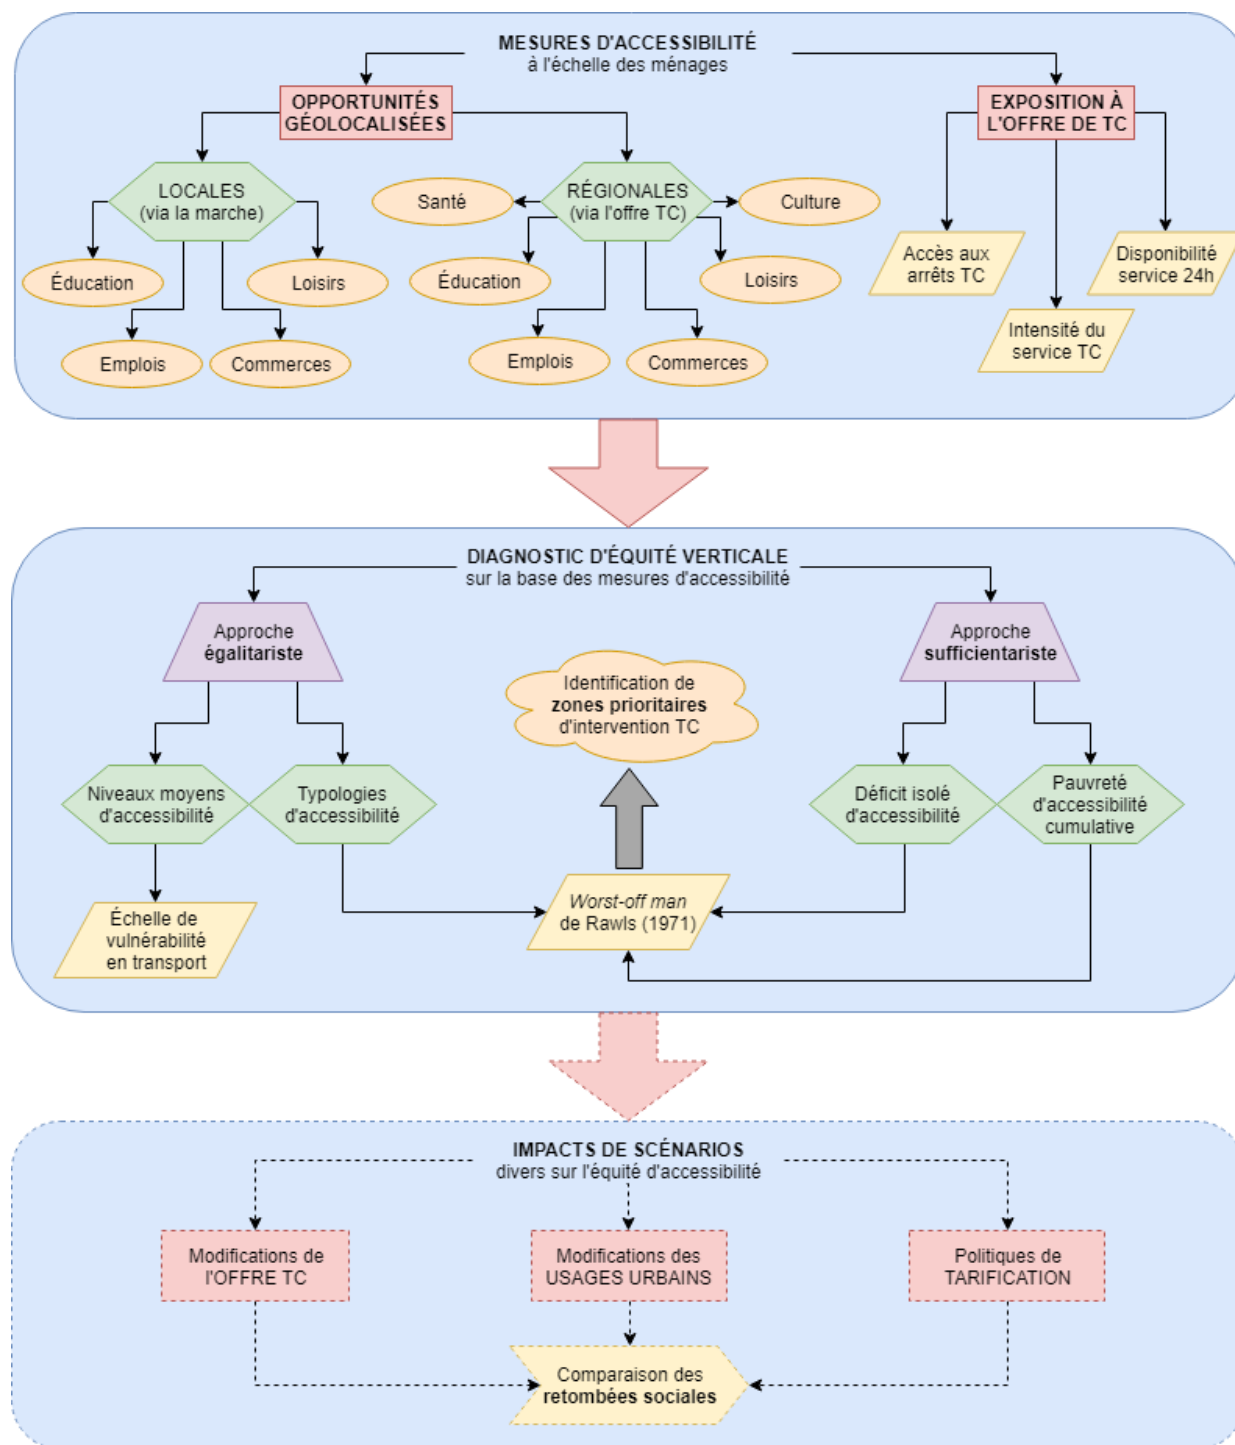 MESURES D'ACCESSIBILITÉ
à l'échelle des ménages
OPPORTUNITÉS
GÉOLOCALISÉES
EXPOSITION À
L'OFFRE DE TC
LOCALES
(via la marche)
RÉGIONALES
(via l'offre TC)
Santé
Culture
Éducation
Loisirs
Éducation
Loisirs
Accès aux
arrêts TC
Disponibilité
service 24h
Emplois
Commerces
Emplois
Commerces
Intensité du
service TC
DIAGNOSTIC D'ÉQUITÉ VERTICALE
sur la base des mesures d'accessibilité
Approche
égalitariste
Approche
sufficientariste
Identification de
zones prioritaires
d'intervention TC
Niveaux moyens
d'accessibilité
Typologies
d'accessibilité
Déficit isolé
d'accessibilité
Pauvreté
d'accessibilité
cumulative
Échelle de
vulnérabilité
en transport
Worst-off man
de Rawls (1971)
IMPACTS DE SCÉNARIOS
divers sur l'équité d'accessibilité
Modifications de
l'OFFRE TC
Modifications des
USAGES URBAINS
Politiques de
TARIFICATION
Comparaison des
retombées sociales